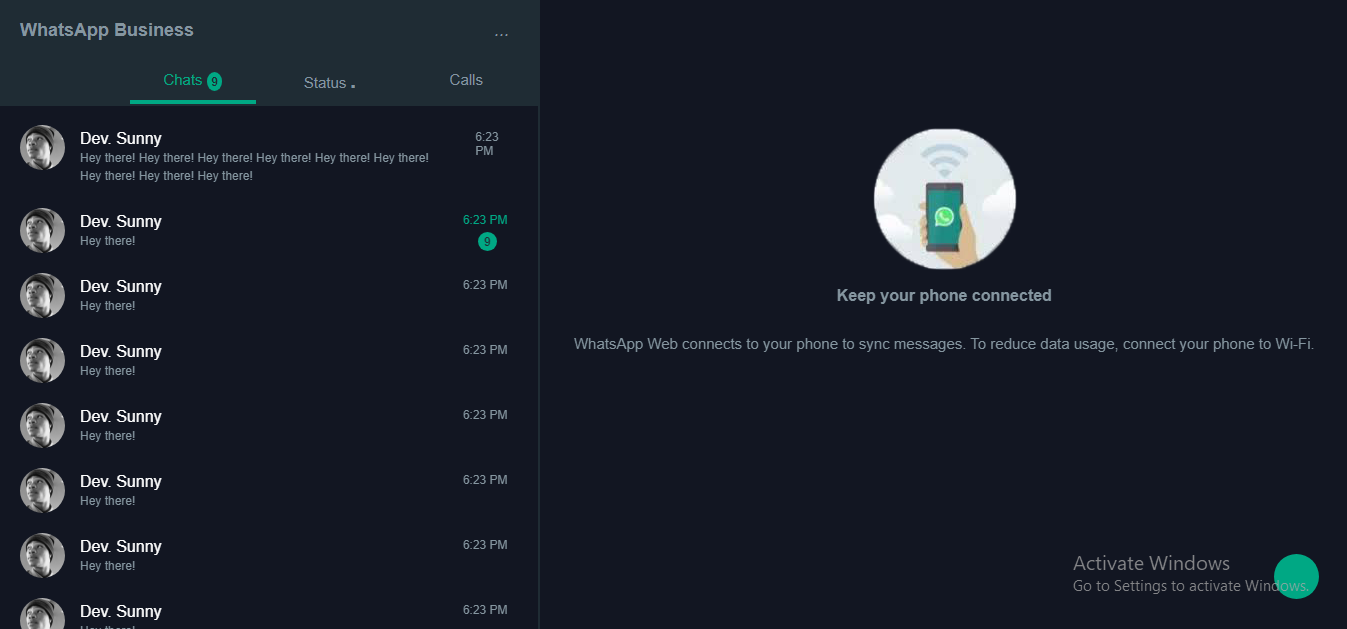 WhatsApp Business
...
Chats 9
Status .
Calls
Dev. Sunny
6:23
PM
Hey there! Hey there! Hey there! Hey there! Hey there! Hey there!
Hey there! Hey there! Hey there!
Dev. Sunny
6:23 PM
Hey there!
9
Dev. Sunny
6:23 PM
Hey there!
Dev. Sunny
6:23 PM
Hey there!
Dev. Sunny
6:23 PM
Hey there!
Dev. Sunny
6:23 PM
Hey there!
Dev. Sunny
6:23 PM
Hey there!
Dev. Sunny
6:23 PM
Hey there!
Keep your phone connected
WhatsApp Web connects to your phone to sync messages. To reduce data usage, connect your phone to Wi-Fi.
Activate Windows
Go to Settings to activate Windows.